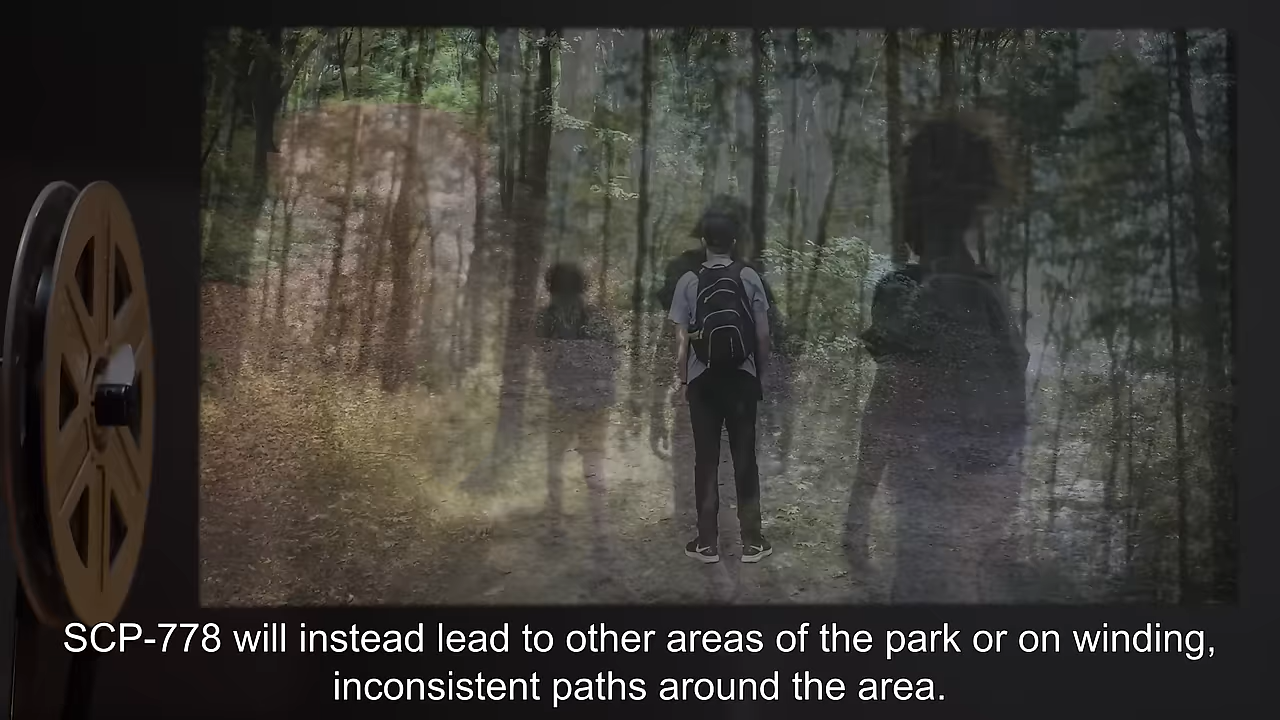 SCP-778 will instead lead to other areas of the park or on winding,
inconsistent paths around the area.